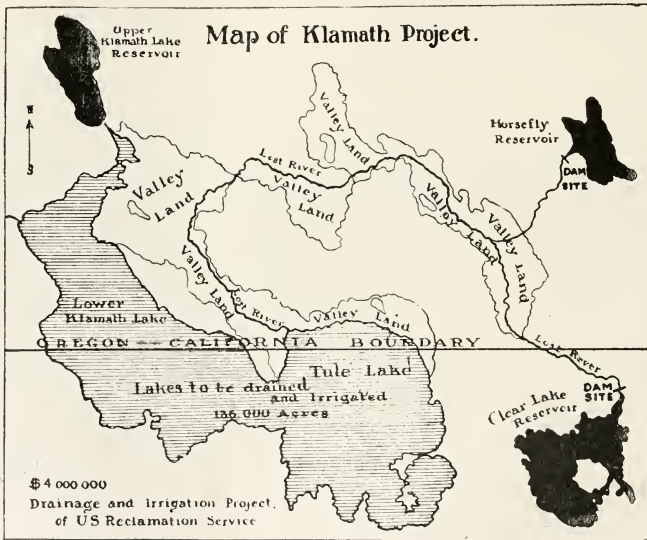 Map of Klamath Project.
Upper
Klamath Lake
Reservoir
N
S
Horsefly
Reservoir
DAM
SITE
Valley
Land
Lost River
Valley Land
Valley
Land
Valley Land
Valley Land
Valley Land
Lost River
Valley Land
Lost River
Lower
Klamath Lake
OREGON — CALIFORNIA BOUNDARY
Tule Lake
Lakes to be drained
and Irrigated
136.000 Acres
DAM
SITE
Clear Lake
Reservoir
$4 000 000
Drainage and Irrigation Project.
of US Reclamation Service